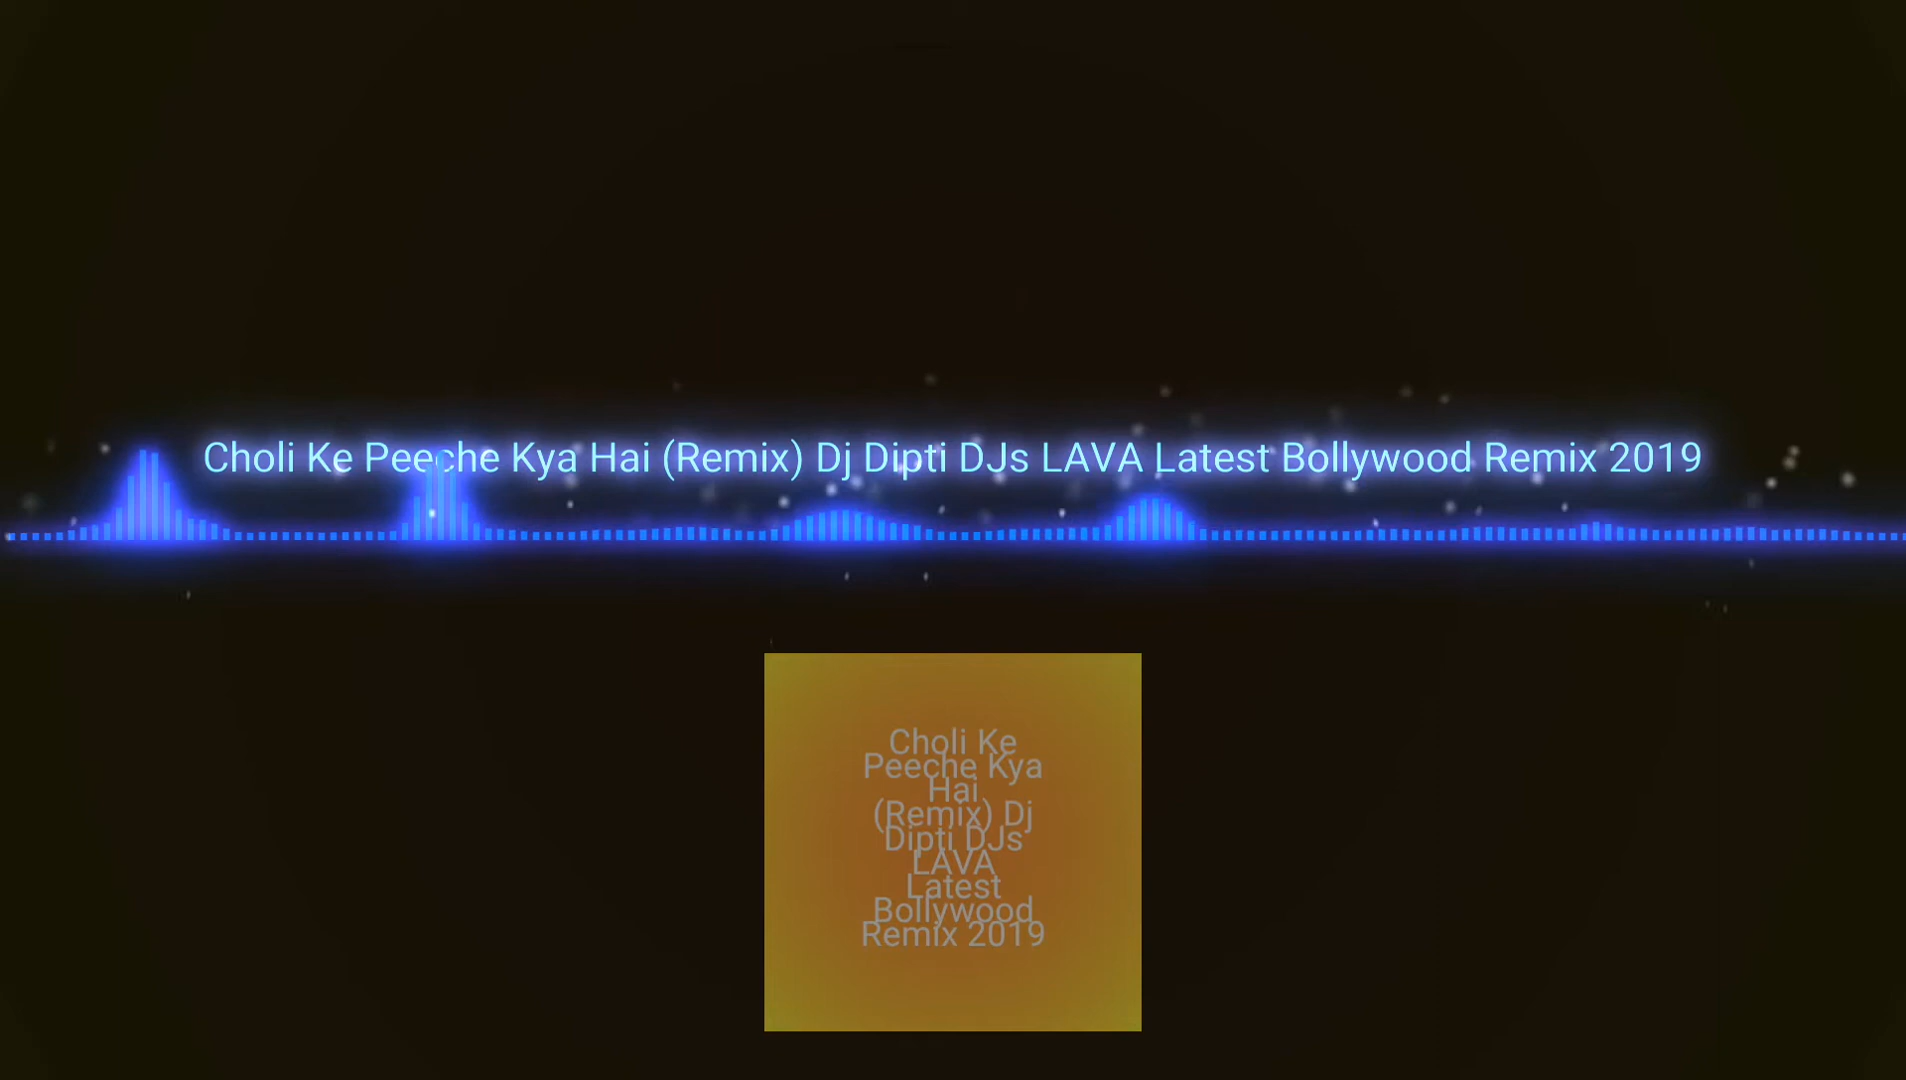 Choli Ke Peeche Kya Hai (Remix) Dj Dipti DJs LAVA Latest Bollywood Remix 2019
Choli Ke
Peeche Kya
Hai
(Remix) Dj
Dipti DJs
LAVA
Latest
Bollywood
Remix 2019